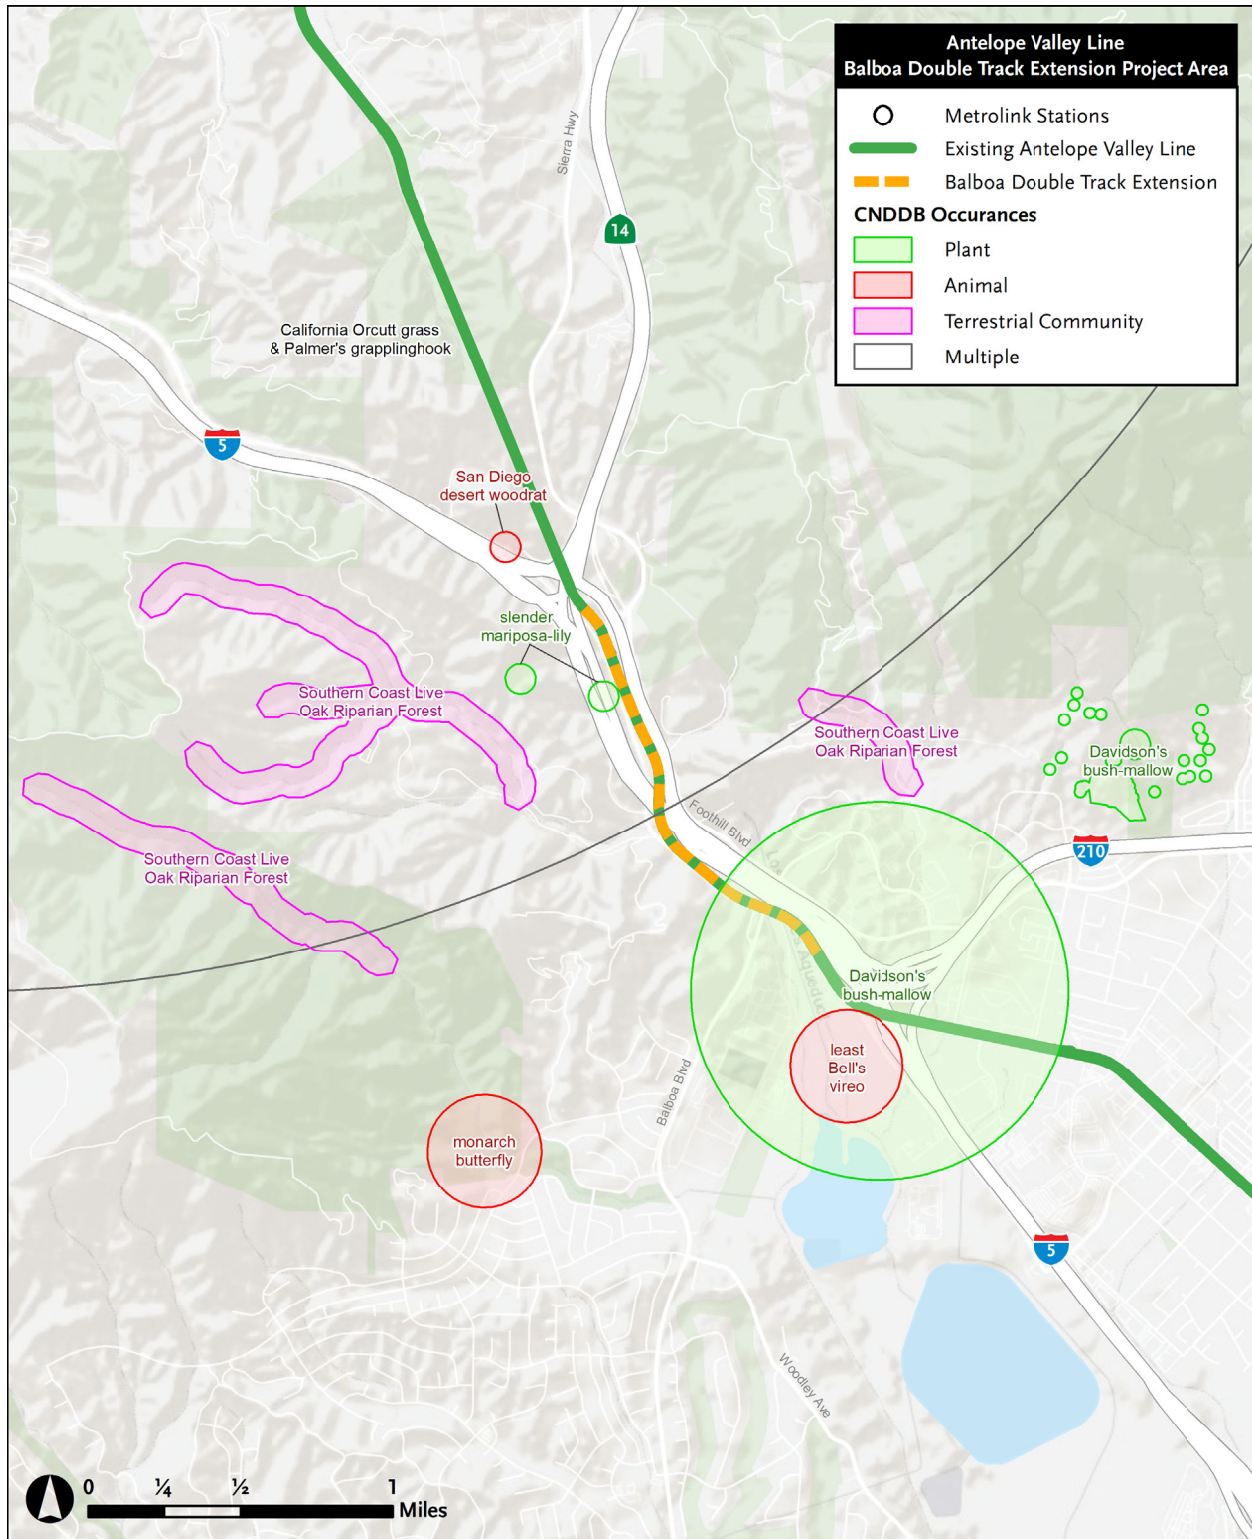 Antelope Valley Line
Balboa Double Track Extension Project Area
Metrolink Stations
Existing Antelope Valley Line
Balboa Double Track Extension
CNDDB Occurances
Plant
Animal
Terrestrial Community
Multiple
Sierra Hwy
14
California Orcutt grass
& Palmer's grapplinghook
5
San Diego
desert woodrat
slender
mariposa-lily
Southern Coast Live
Oak Riparian Forest
Southern Coast Live
Oak Riparian Forest
Davidson's
bush-mallow
Foothill Blvd
210
Southern Coast Live
Oak Riparian Forest
Los
Davidson's
bush-mallow
least
Bell's
vireo
Balboa Blvd
monarch
butterfly
5
Woodley Ave
0 ¼ ½ 1
Miles